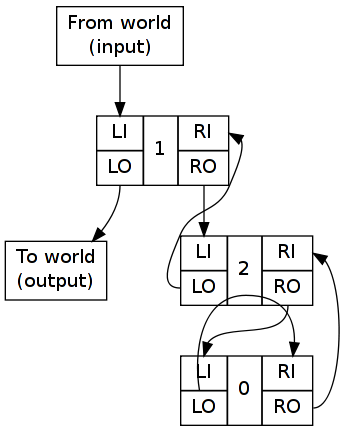 From world
(input)
LI 1 RI
LO RO
To world
(output)
LI 2 RI
LO RO
LI 0 RI
LO RO